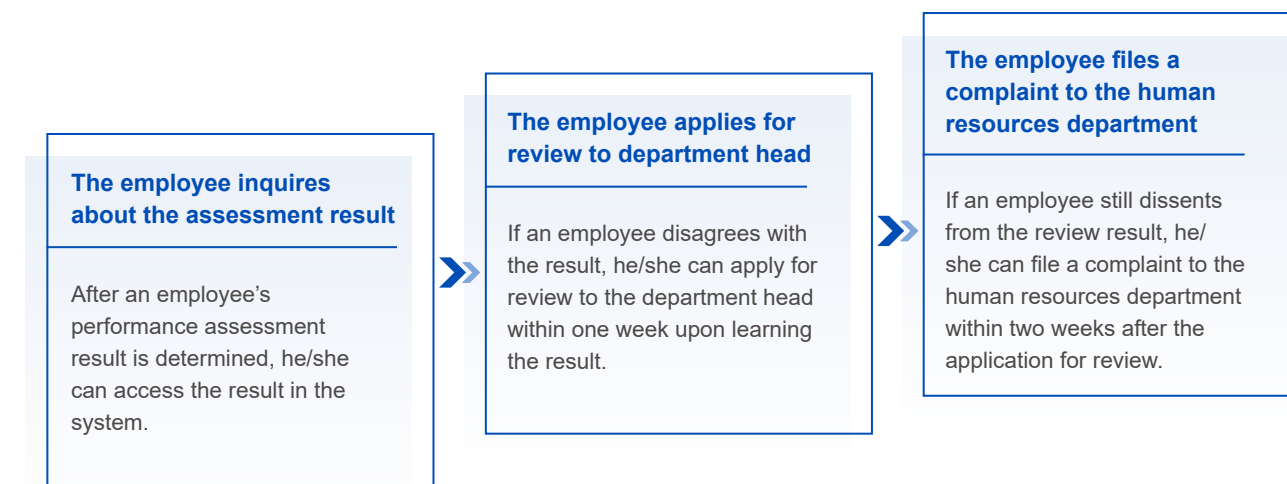 The employee inquires
about the assessment result
After an employee’s
performance assessment
result is determined, he/she
can access the result in the
system.
The employee applies for
review to department head
If an employee disagrees with
the result, he/she can apply for
review to the department head
within one week upon learning
the result.
The employee files a
complaint to the human
resources department
If an employee still dissents
from the review result, he/
she can file a complaint to the
human resources department
within two weeks after the
application for review.